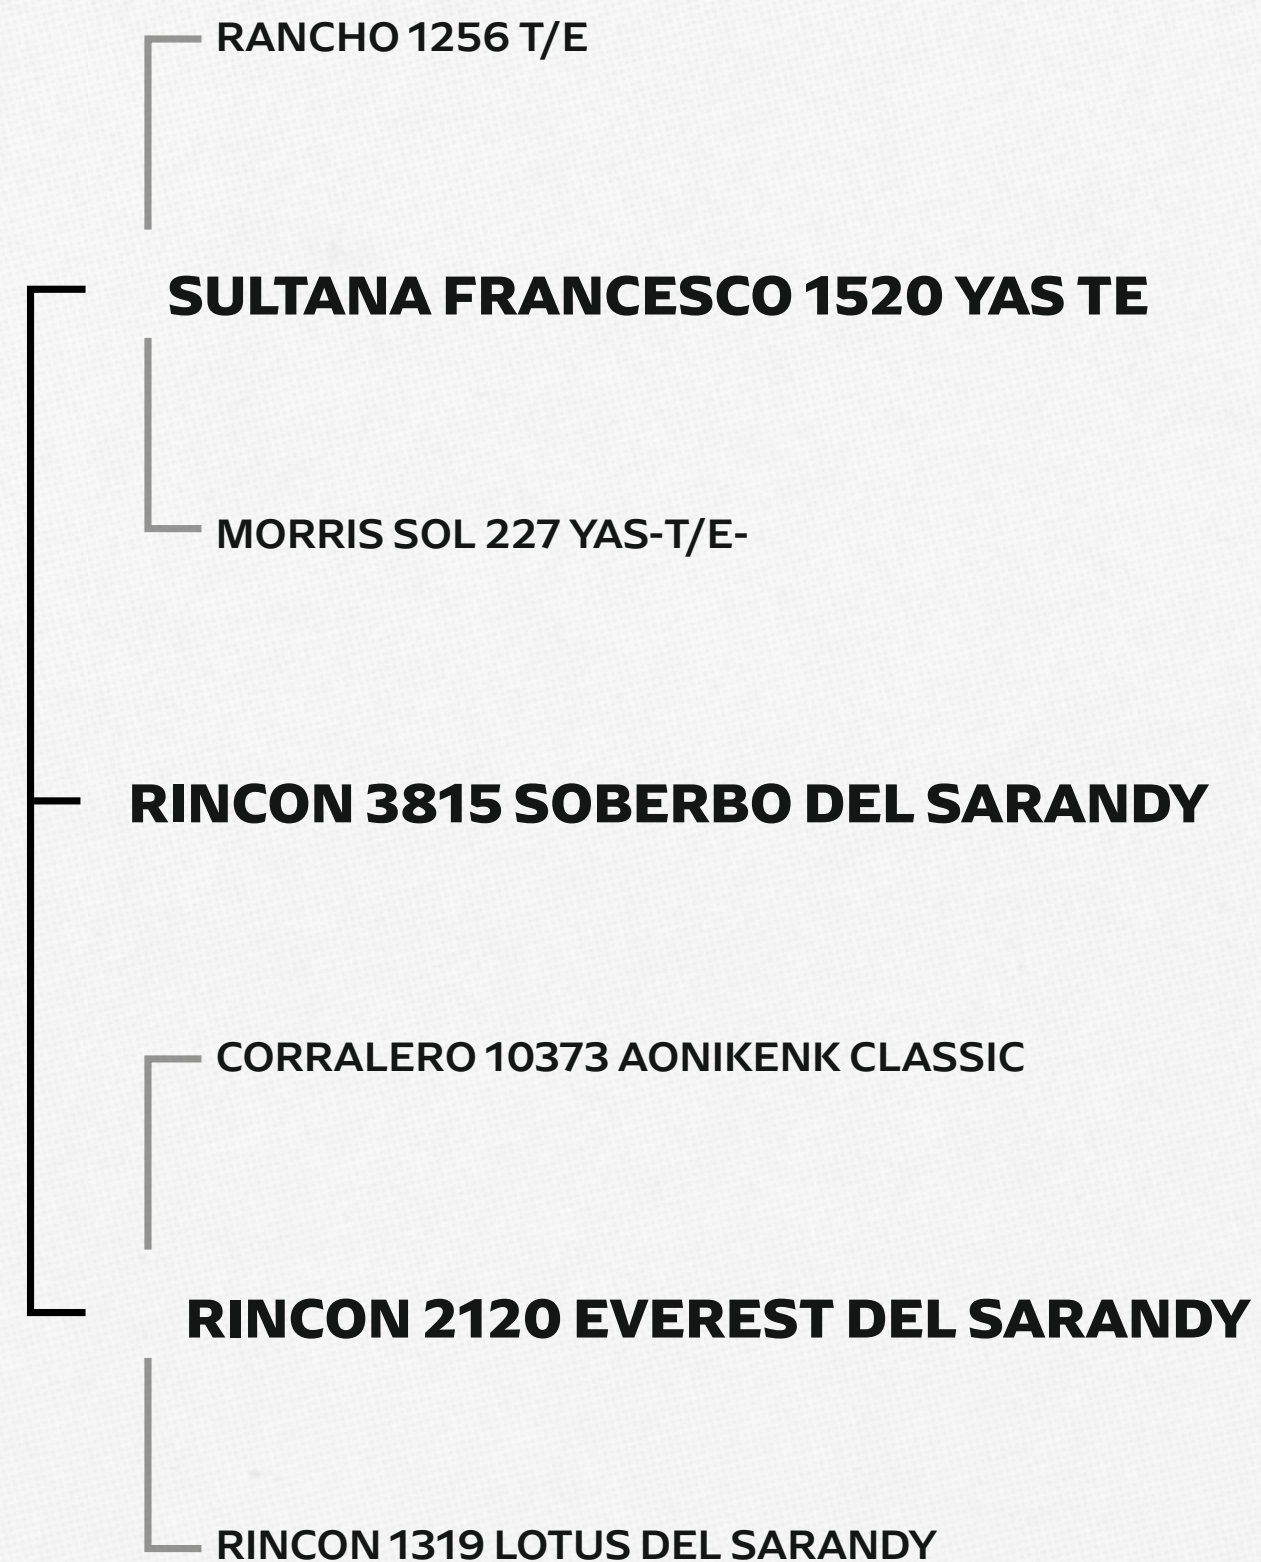 RANCHO 1256 T/E
SULTANA FRANCESCO 1520 YAS TE
MORRIS SOL 227 YAS-T/E-
RINCON 3815 SOBERBO DEL SARANDY
CORRALERO 10373 AONIKENK CLASSIC
RINCON 2120 EVEREST DEL SARANDY
RINCON 1319 LOTUS DEL SARANDY